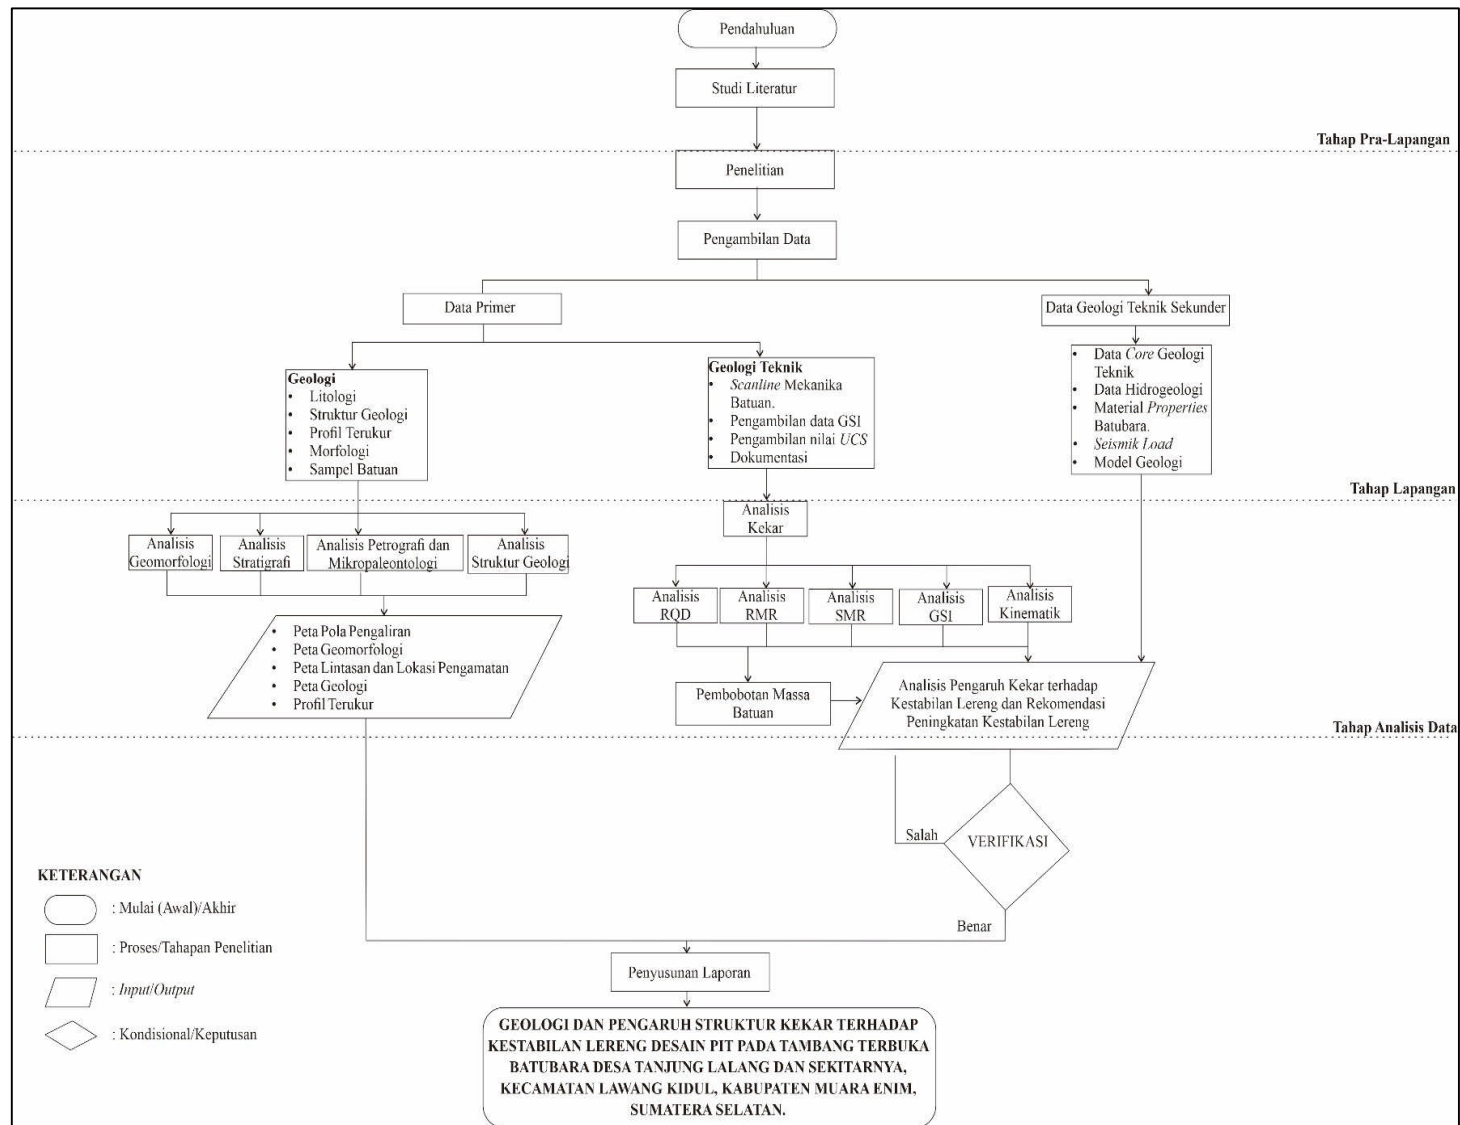 Pendahuluan
Studi Literatur
Tahap Pra-Lapangan
Penelitian
Pengambilan Data
Data Primer
Data Geologi Teknik Sekunder
Geologi
• Litologi
• Struktur Geologi
• Profil Terukur
• Morfologi
• Sampel Batuan
Geologi Teknik
• Scanline Mekanika
Batuan.
• Pengambilan data GSI
• Pengambilan nilai UCS
• Dokumentasi
• Data Core Geologi
Teknik
• Data Hidrogeologi
• Material Properties
Batubara.
• Seismik Load
• Model Geologi
Tahap Lapangan
Analisis
Geomorfologi
Analisis
Stratigrafi
Analisis Petrografi dan
Mikropaleontologi
Analisis
Struktur Geologi
Analisis
Kekar
Analisis
RQD
Analisis
RMR
Analisis
SMR
Analisis
GSI
Analisis
Kinematik
• Peta Pola Pengaliran
• Peta Geomorfologi
• Peta Lintasan dan Lokasi Pengamatan
• Peta Geologi
• Profil Terukur
Pembobotan Massa
Batuan
Analisis Pengaruh Kekar terhadap
Kestabilan Lereng dan Rekomendasi
Peningkatan Kestabilan Lereng
Tahap Analisis Data
Salah
VERIFIKASI
Benar
KETERANGAN
: Mulai (Awal)/Akhir
: Proses/Tahapan Penelitian
: Input/Output
: Kondisional/Keputusan
Penyusunan Laporan
GEOLOGI DAN PENGARUH STRUKTUR KEKAR TERHADAP
KESTABILAN LERENG DESAIN PIT PADA TAMBANG TERBUKA
BATUBARA DESA TANJUNG LALANG DAN SEKITARNYA,
KECAMATAN LAWANG KIDUL, KABUPATEN MUARA ENIM,
SUMATERA SELATAN.